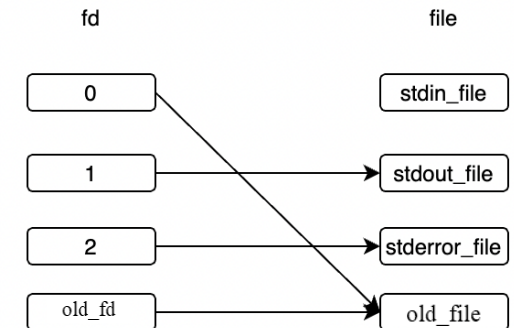 fd file
0 stdin_file
1 stdout_file
2 stderror_file
old_fd old_file